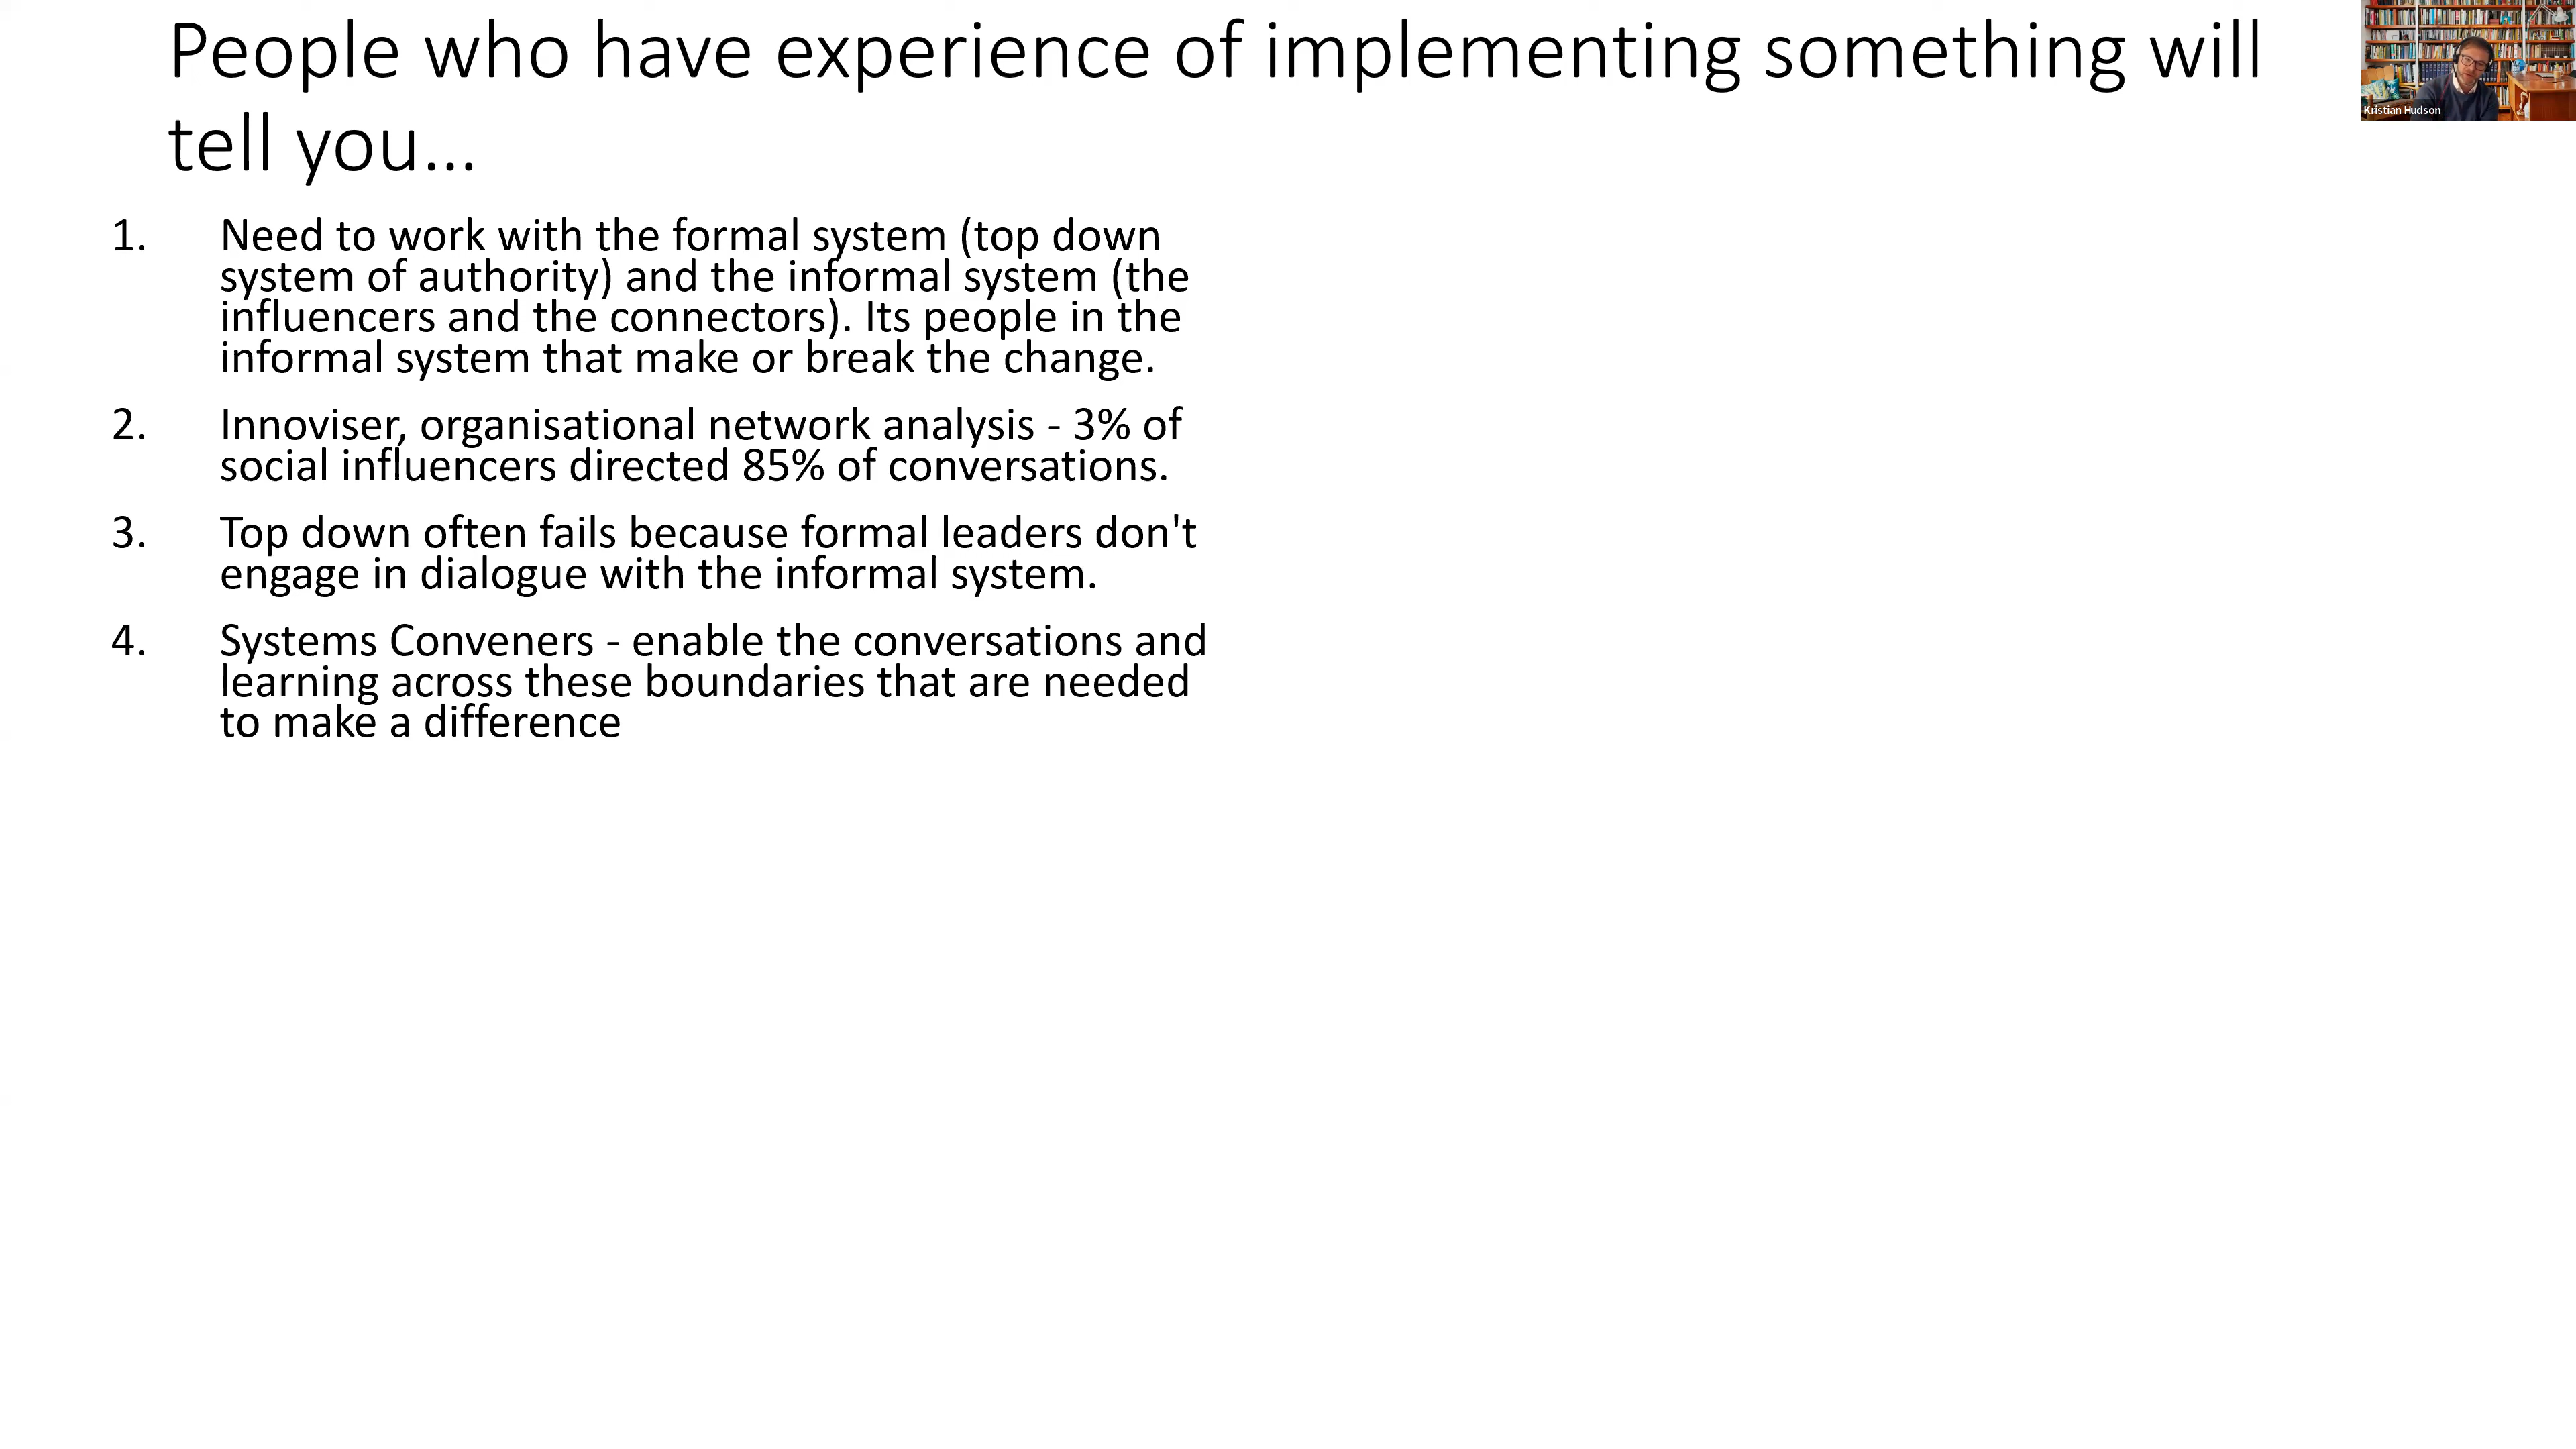 People who have experience of implementing something will
tell you...
Kristian Hudson
1. Need to work with the formal system (top down
system of authority) and the informal system (the
influencers and the connectors). Its people in the
informal system that make or break the change.
2. Innoviser, organisational network analysis - 3% of
social influencers directed 85% of conversations.
3. Top down often fails because formal leaders don't
engage in dialogue with the informal system.
4. Systems Conveners - enable the conversations and
learning across these boundaries that are needed
to make a difference